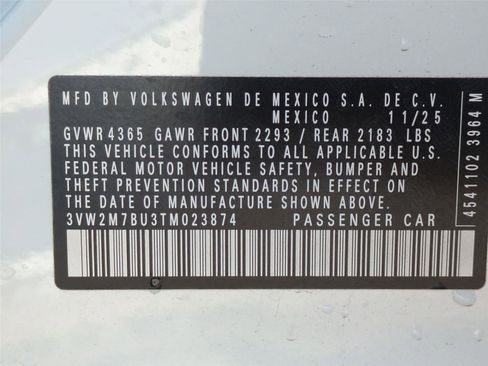 MFD BY VOLKSWAGEN DE MEXICO S.A. DE C.V.
MEXICO 11/25
GVWR 4365 GAWR FRONT 2293 / REAR 2183 LBS
THIS VEHICLE CONFORMS TO ALL APPLICABLE U.S.
FEDERAL MOTOR VEHICLE SAFETY, BUMPER AND
THEFT PREVENTION STANDARDS IN EFFECT ON THE
DATE OF MANUFACTURE SHOWN ABOVE.
3VW2M7BU3TM023874 PASSENGER CAR
4541102 3964 M